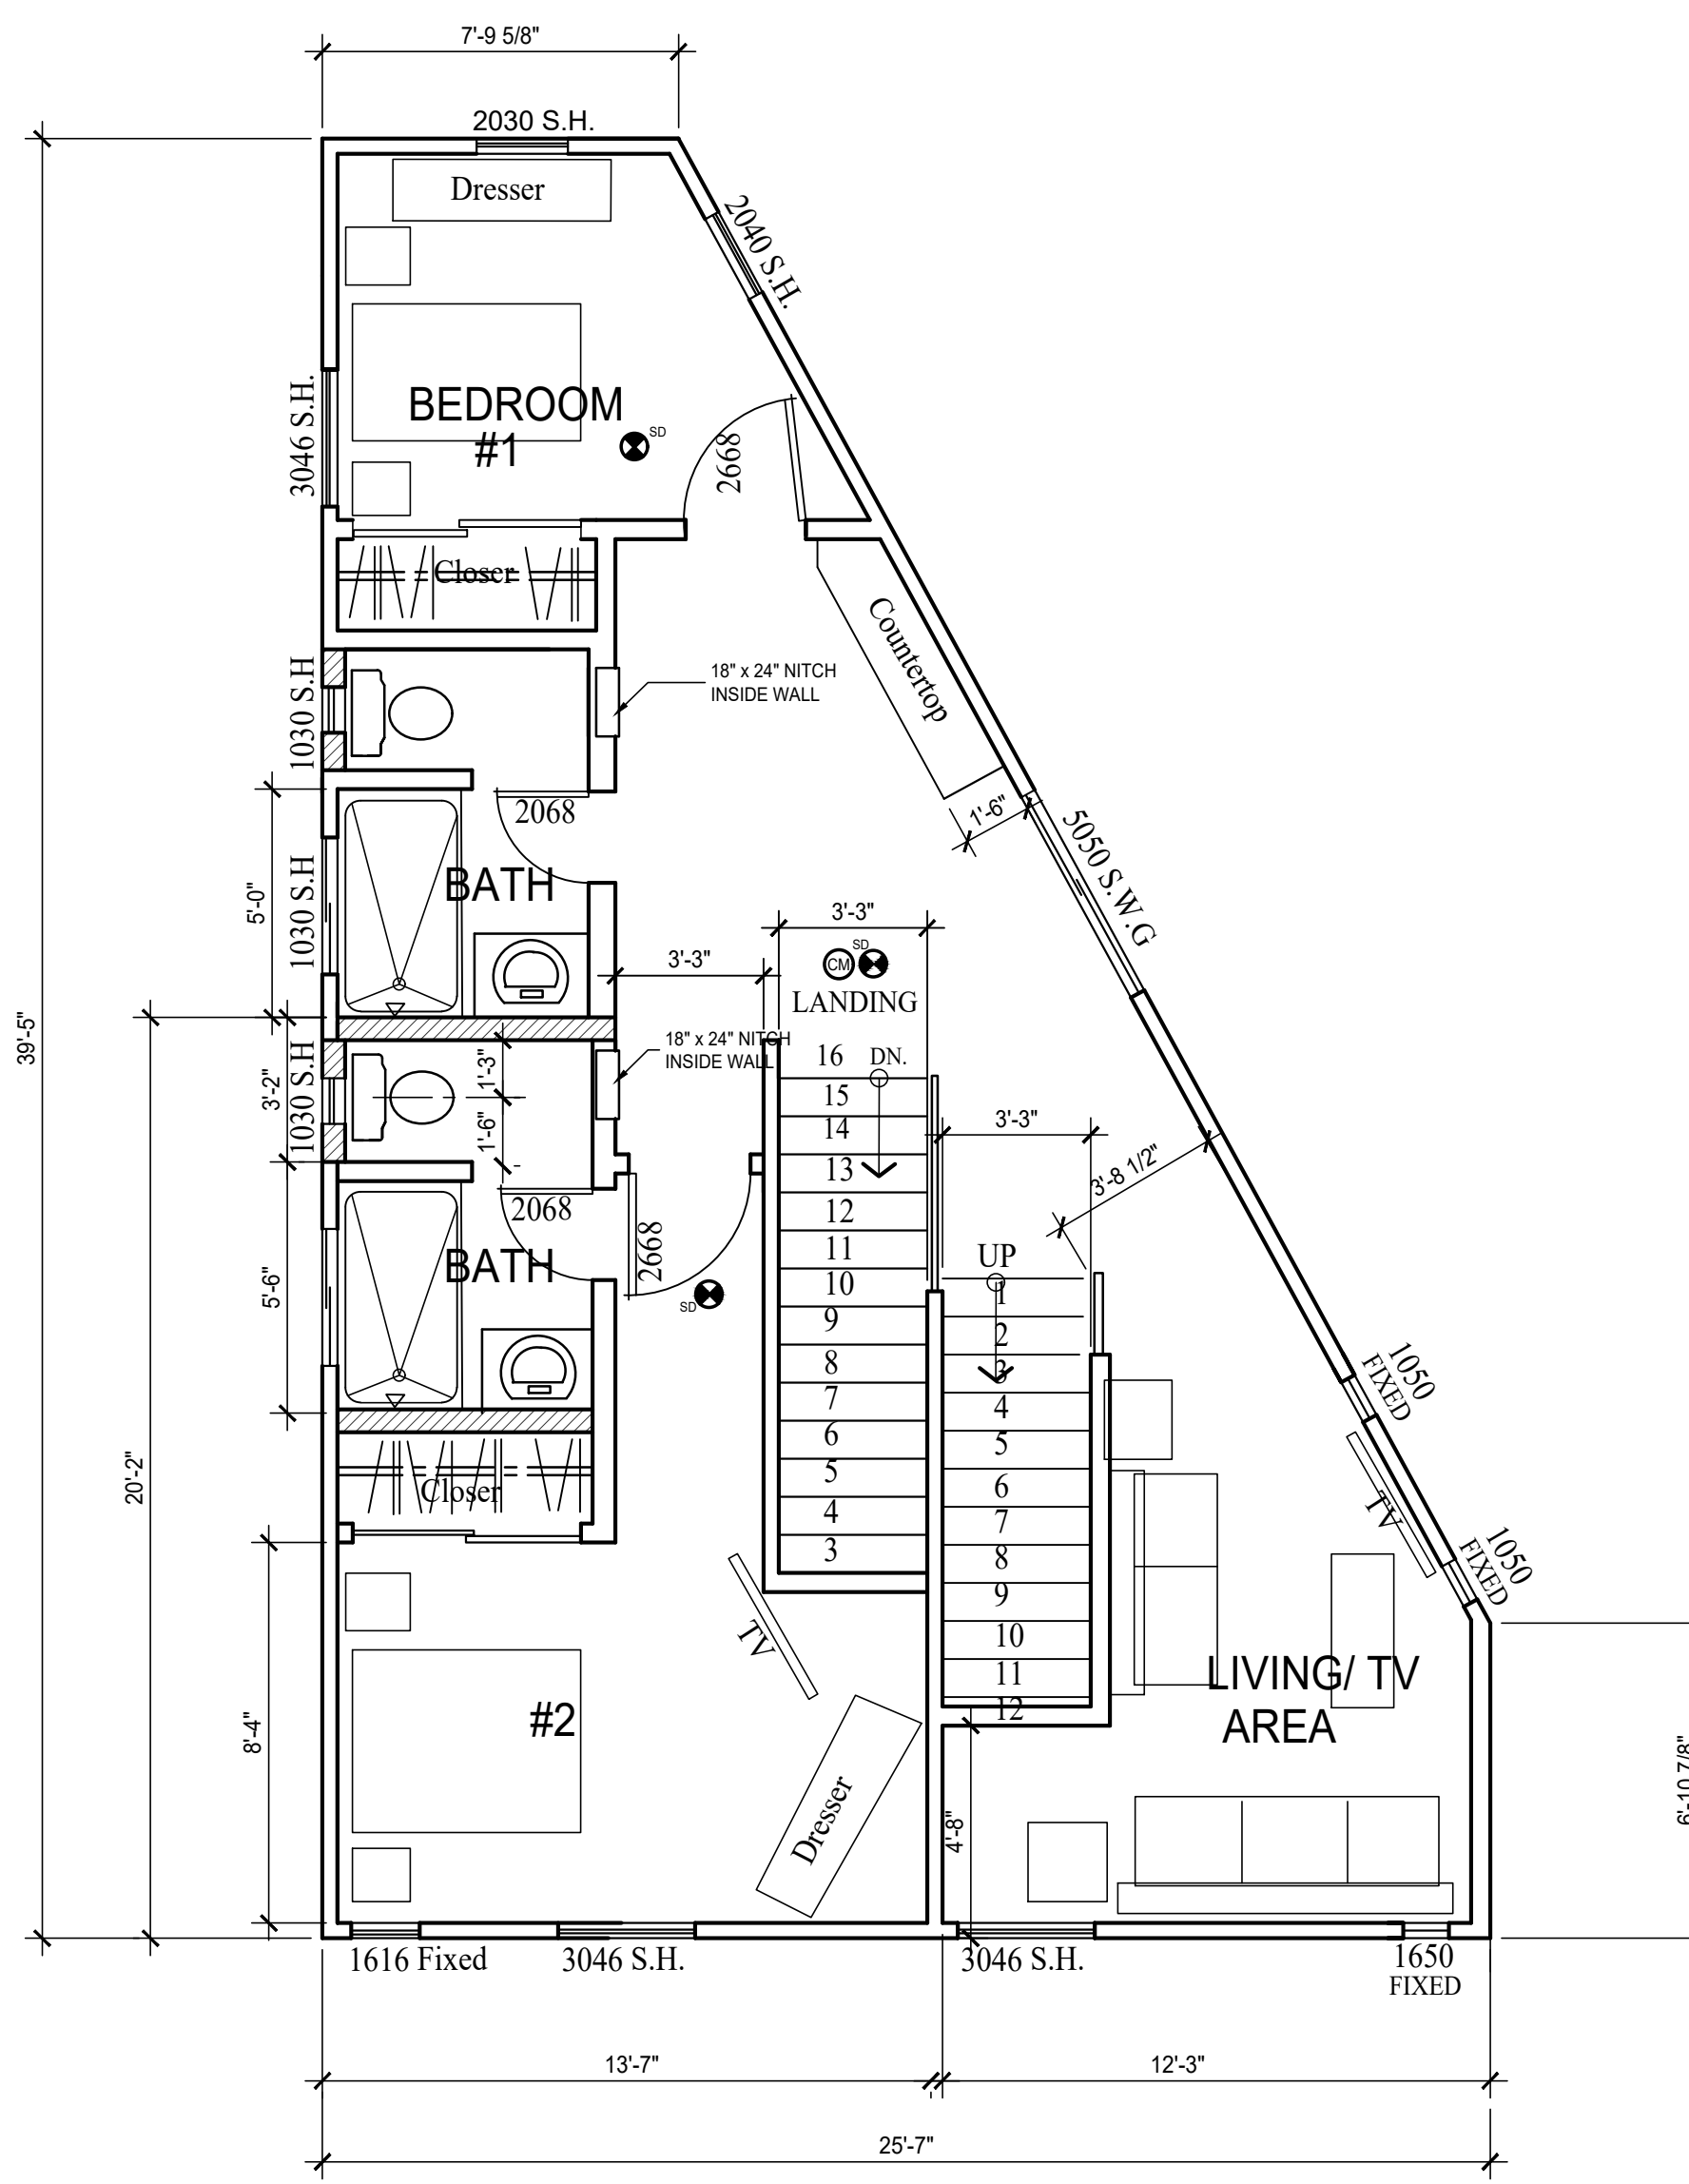 7'-9 5/8"
2030 S.H.
Dresser
2040 S.H.
BEDROOM
#1
SD
3046 S.H.
2668
Closer
Countertop
18" x 24" NITCH
INSIDE WALL
1030 S.H
2068
1'-6"
5050 S.W.G
BATH
5'-0"
1030 S.H
3'-3"
3'-3"
CM
SD
LANDING
39'-5"
18" x 24" NITCH
INSIDE WALL
16
DN.
15
14
13
12
11
10
9
8
7
6
5
4
3
3'-2"
1030 S.H
1'-3"
1'-6"
3'-3"
3'-8 1/2"
2068
2668
BATH
SD
5'-6"
UP
1
2
3
4
5
6
7
8
9
10
11
12
1050
FIXED
TV
1050
FIXED
20'-2"
Closer
TV
LIVING/ TV
AREA
#2
8'-4"
Dresser
4'-8"
6'-10 7/8"
1616 Fixed
3046 S.H.
3046 S.H.
1650
FIXED
13'-7"
12'-3"
25'-7"